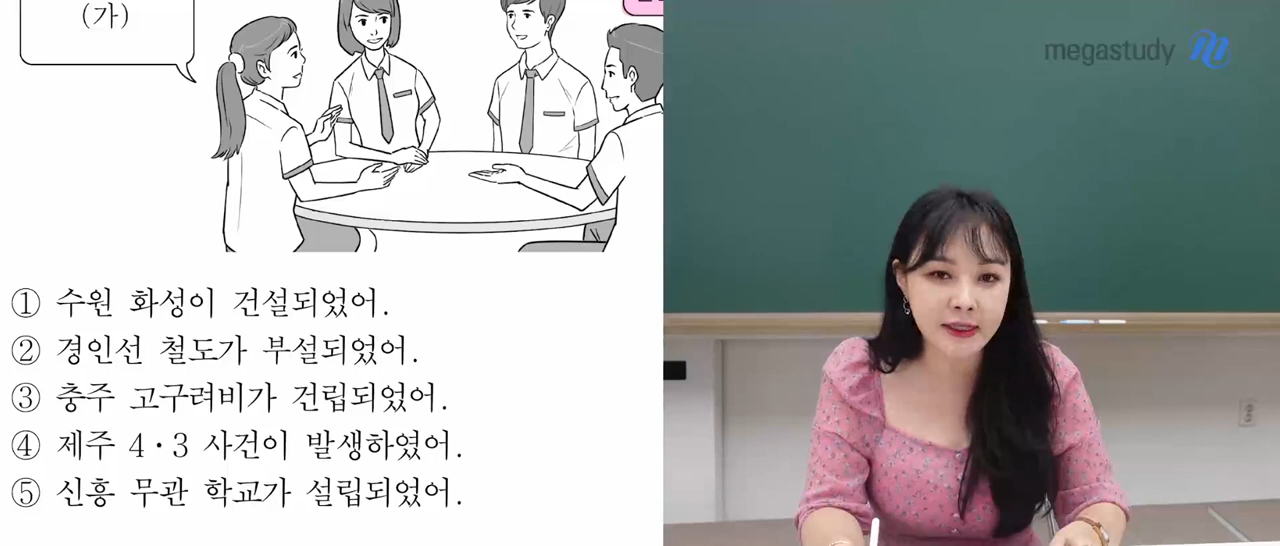 (가)
megastudy
① 수원 화성이 건설되었어.
② 경인선 철도가 부설되었어.
③ 충주 고구려비가 건립되었어.
④ 제주 4·3 사건이 발생하였어.
⑤ 신흥 무관 학교가 설립되었어.